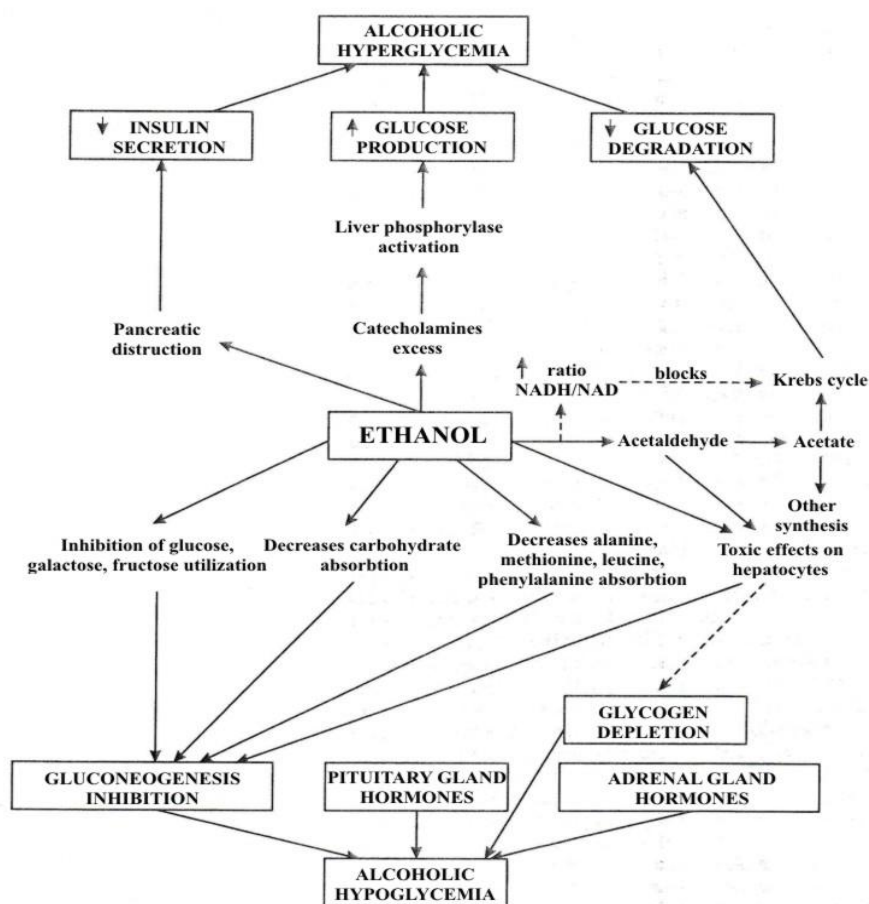 ALCOHOLIC
HYPERGLYCEMIA
INSULIN
SECRETION
GLUCOSE
PRODUCTION
GLUCOSE
DEGRADATION
Liver phosphorylase
activation
Pancreatic
distruction
Catecholamines
excess
ratio
NADH/NAD
blocks
Krebs cycle
ETHANOL
Acetaldehyde
Acetate
Other
synthesis
Inhibition of glucose,
galactose, fructose utilization
Decreases carbohydrate
absorbtion
Decreases alanine,
methionine, leucine,
phenylalanine absorbtion
Toxic effects on
hepatocytes
GLYCOGEN
DEPLETION
GLUCONEOGENESIS
INHIBITION
PITUITARY GLAND
HORMONES
ADRENAL GLAND
HORMONES
ALCOHOLIC
HYPOGLYCEMIA